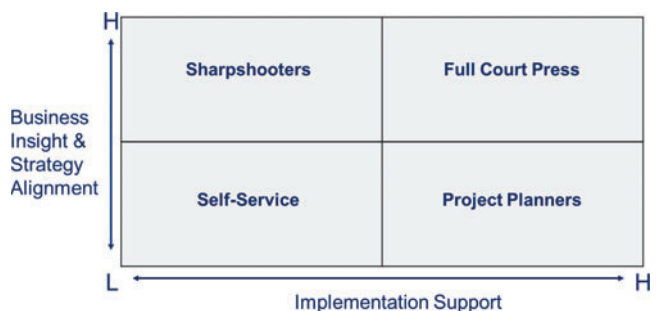 H
Sharpshooters
Full Court Press
Business
Insight &
Strategy
Alignment
Self-Service
Project Planners
L
H
Implementation Support